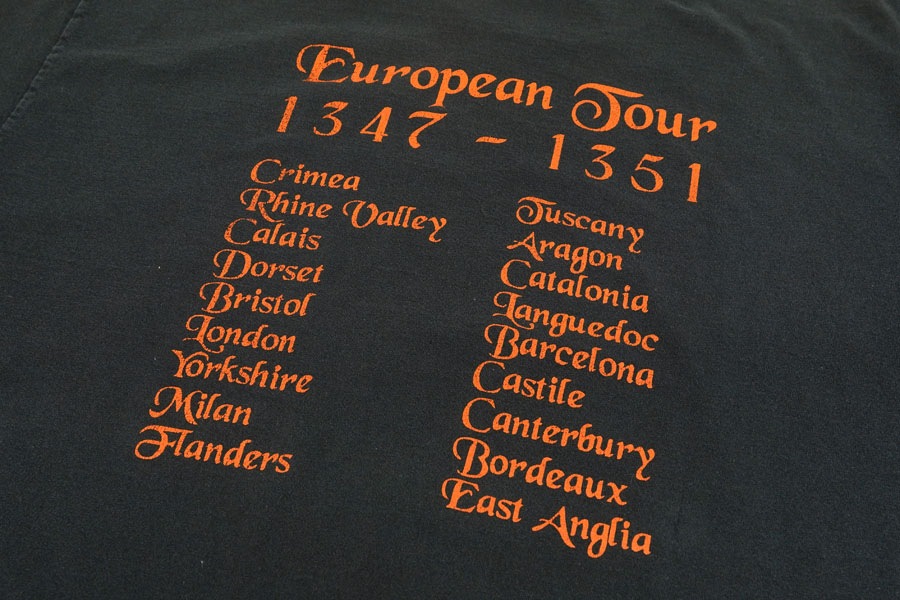 European Tour
1347 - 1351
Crimea
Rhine Valley
Calais
Dorset
Bristol
London
Yorkshire
Milan
Flanders
Tuscany
Aragon
Catalonia
Languedoc
Barcelona
Castile
Canterbury
Bordeaux
East Anglia